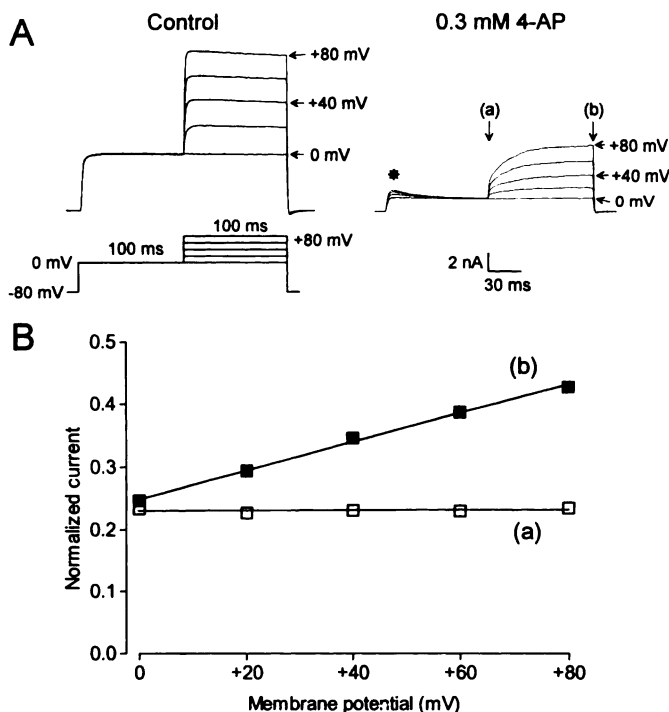 A
Control
0.3 mM 4-AP
+80 mV
+40 mV
0 mV
(a)
(b)
+80 mV
+40 mV
0 mV
*
100 ms
100 ms
+80 mV
0 mV
-80 mV
2 nA
30 ms
B
Normalized current
0.5
0.4
0.3
0.2
0.1
0.0
(b)
(a)
0
+20
+40
+60
+80
Membrane potential (mV)